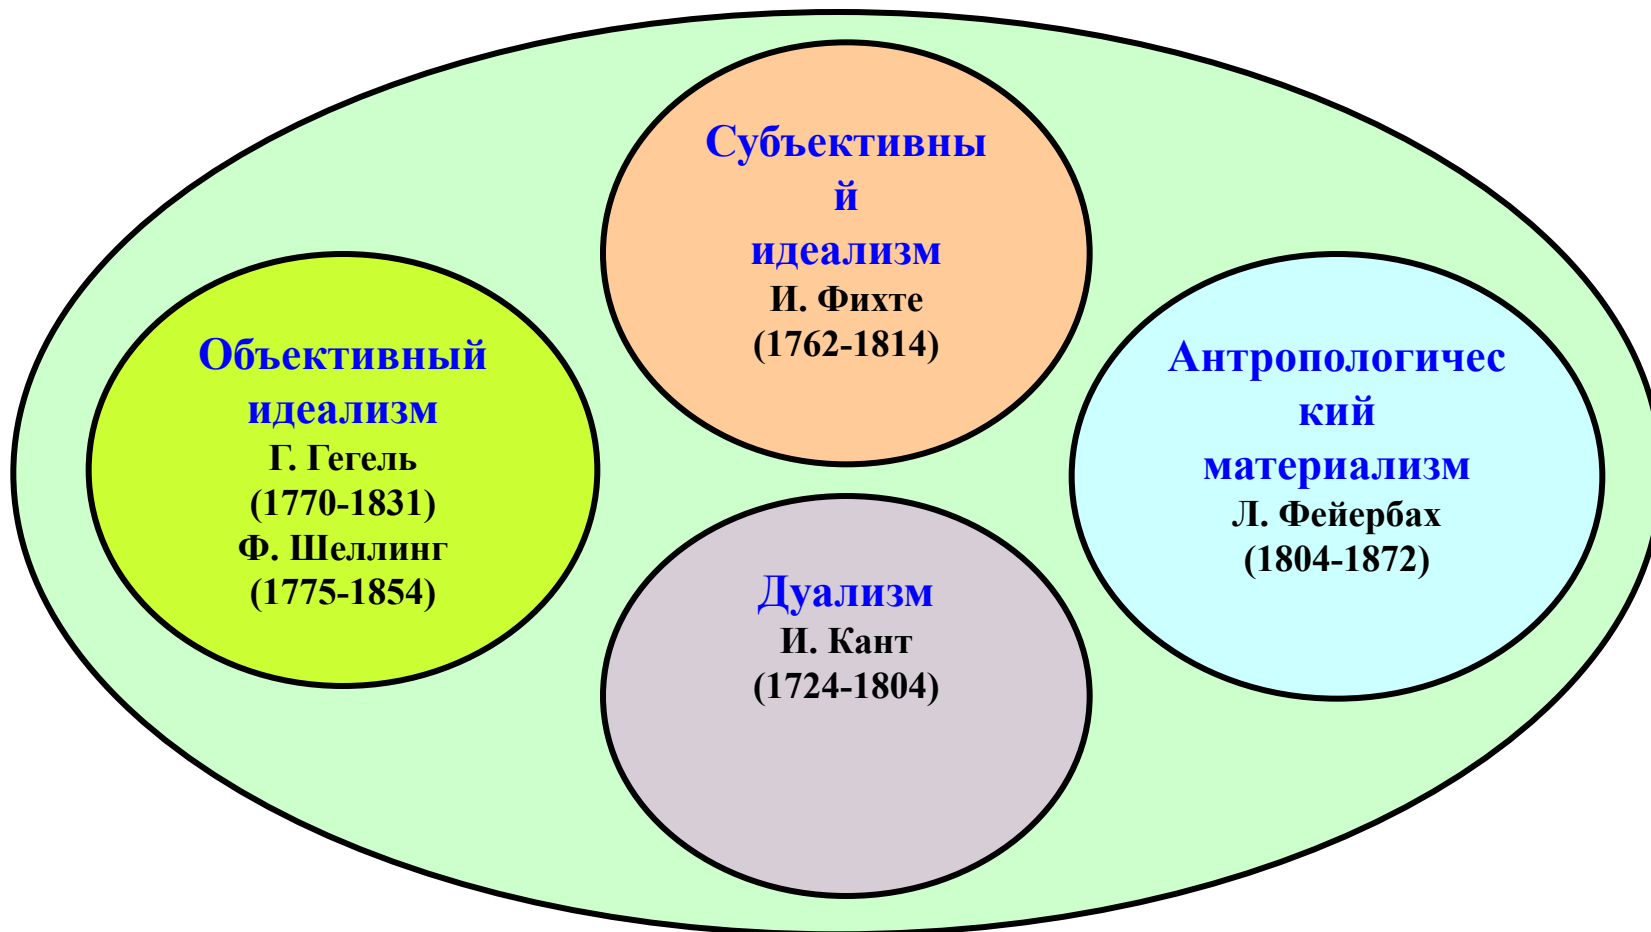 Субъективны
й
идеализм
И. Фихте
(1762-1814)
Объективный
идеализм
Г. Гегель
(1770-1831)
Ф. Шеллинг
(1775-1854)
Антропологичес
кий
материализм
Л. Фейербах
(1804-1872)
Дуализм
И. Кант
(1724-1804)